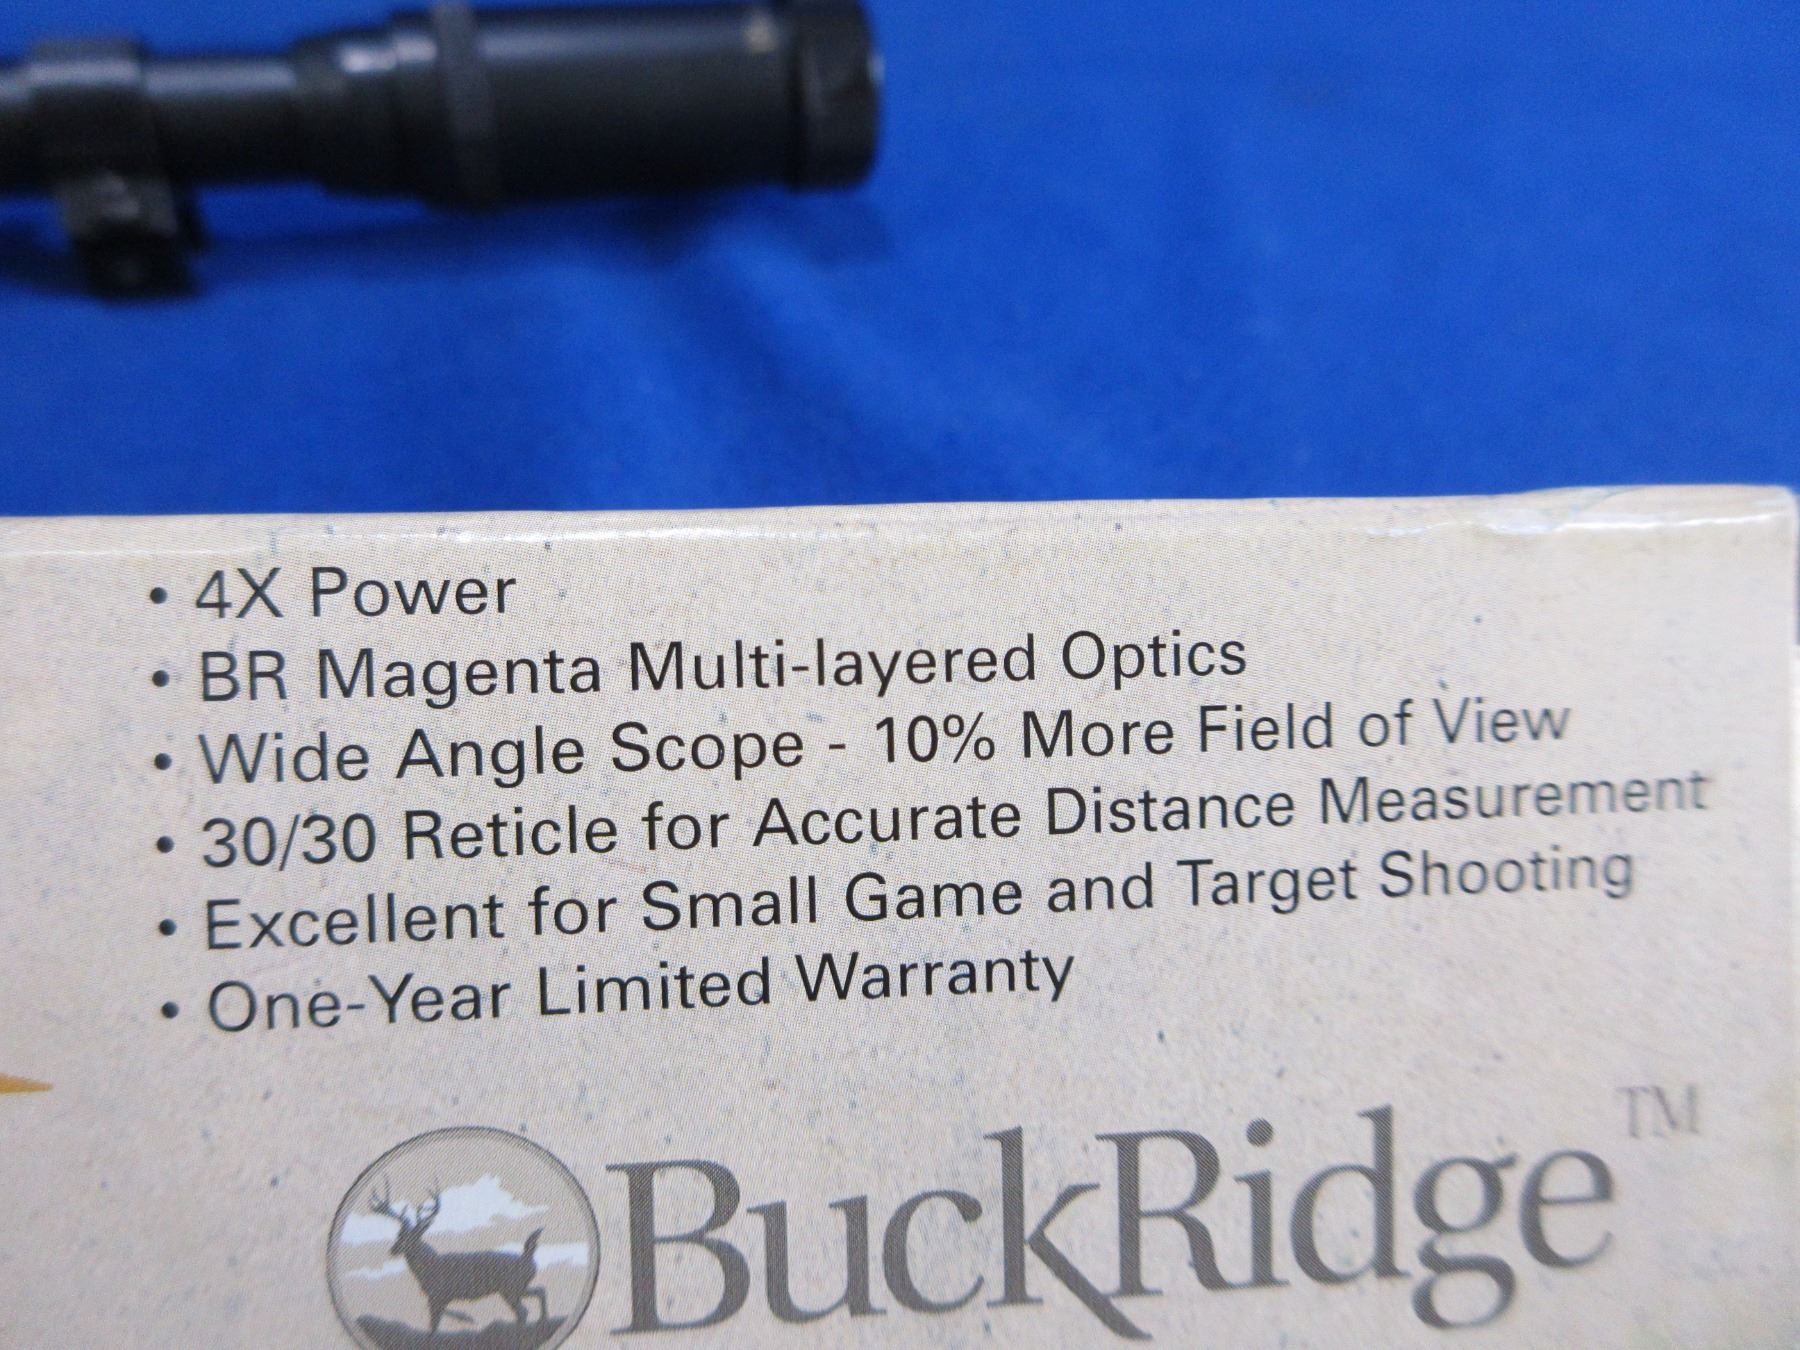 • 4X Power
• BR Magenta Multi-layered Optics
• Wide Angle Scope - 10% More Field of View
• 30/30 Reticle for Accurate Distance Measurement
• Excellent for Small Game and Target Shooting
• One-Year Limited Warranty
BuckRidge™